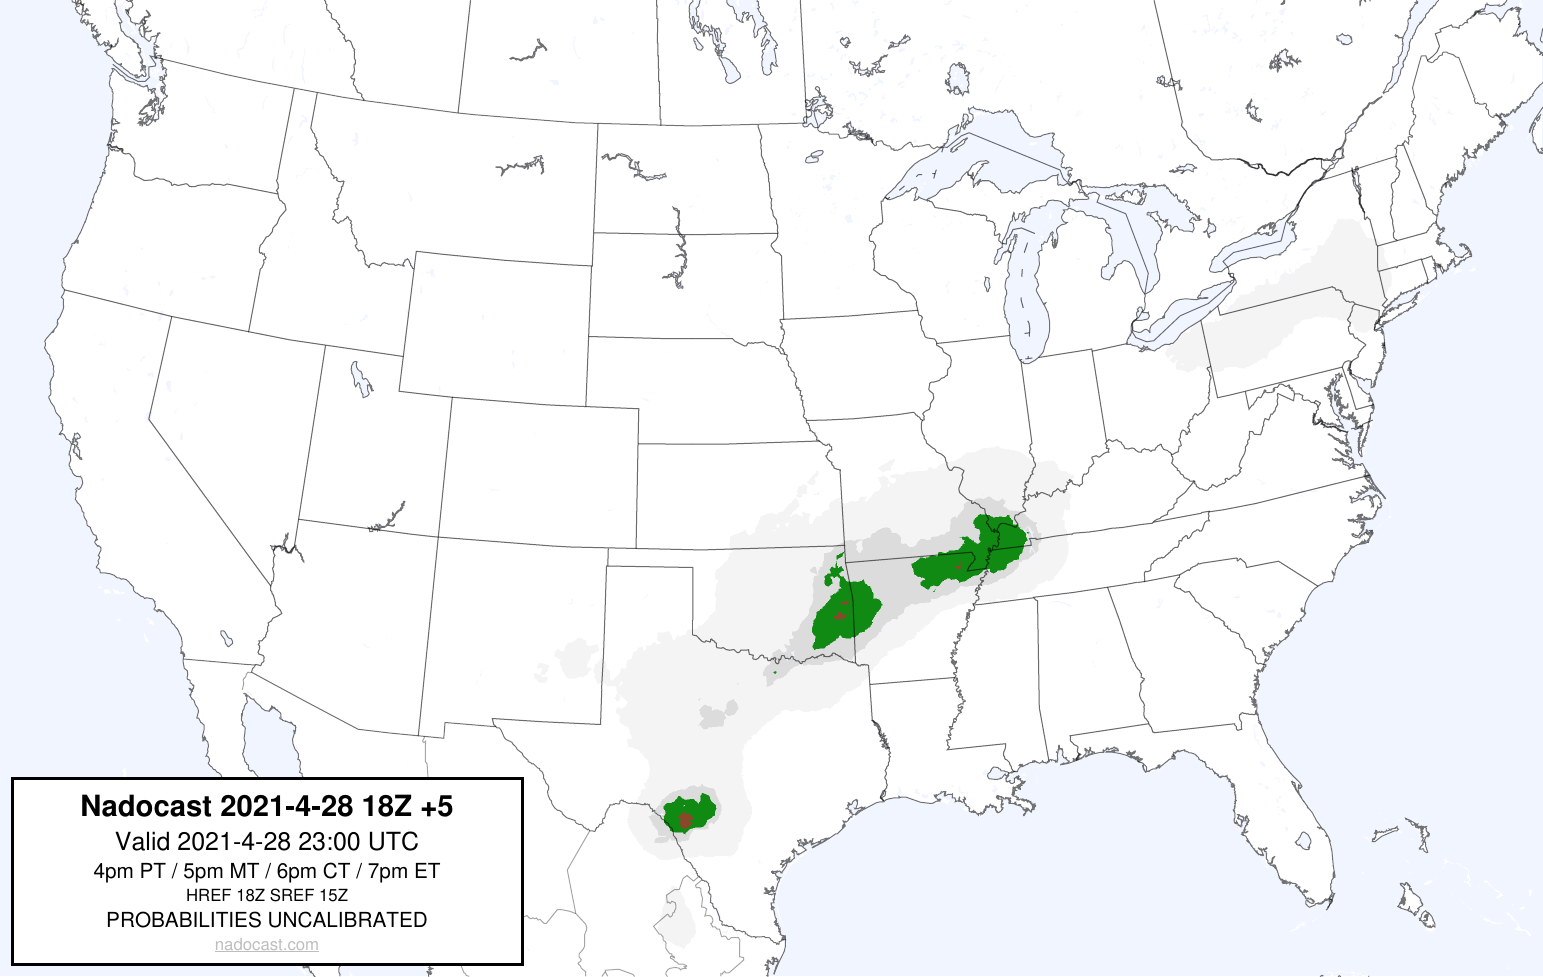 Nadocast 2021-4-28 18Z +5
Valid 2021-4-28 23:00 UTC
4pm PT / 5pm MT / 6pm CT / 7pm ET
HREF 18Z SREF 15Z
PROBABILITIES UNCALIBRATED
nadocast.com